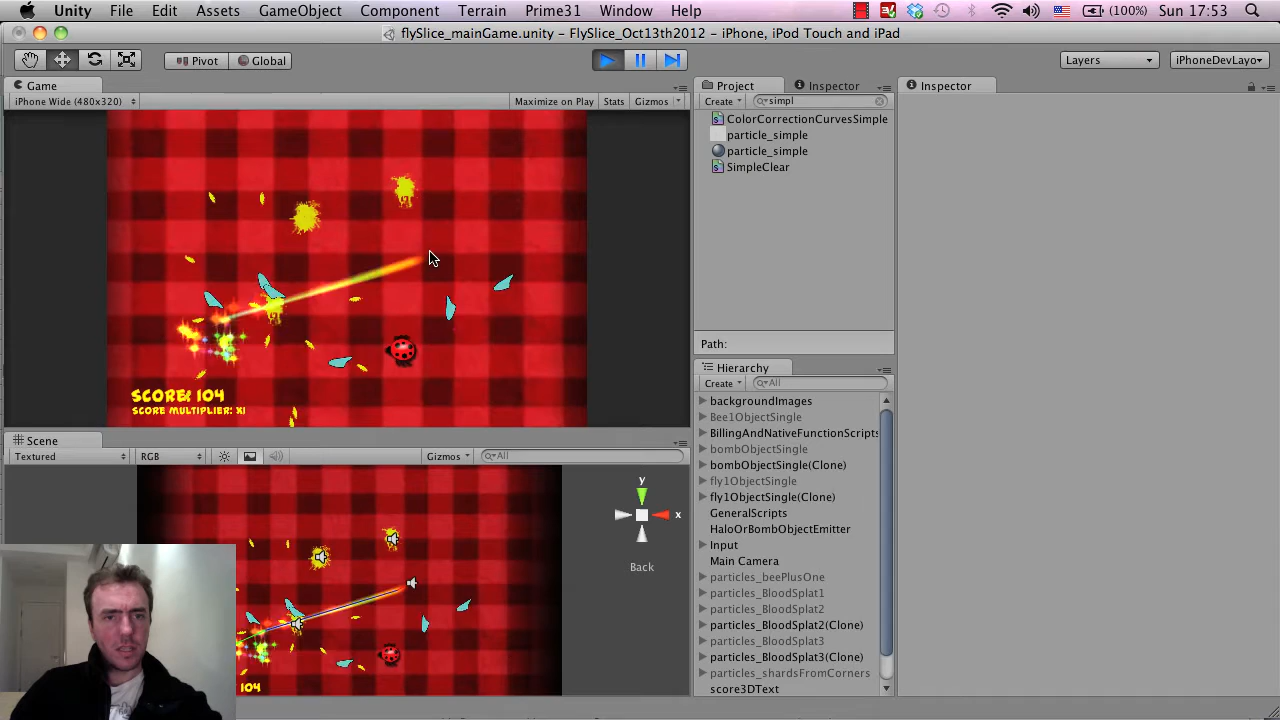 Unity File Edit Assets GameObject Component Terrain Prime31 Window Help (100%) Sun 17:53
flySlice_mainGame.unity - FlySlice_Oct13th2012 - iPhone, iPod Touch and iPad
Pivot Global Layers iPhoneDevLayo
Game Project Inspector Inspector
iPhone Wide (480x320) Maximize on Play Stats Gizmos Create simpl
ColorCorrectionCurvesSimple
particle_simple
particle_simple
SimpleClear
Path:
Hierarchy
Create All
SCORE: 104
SCORE MULTIPLIER: X1
Scene
Textured RGB Gizmos All
backgroundImages
Bee1ObjectSingle
BillingAndNativeFunctionScripts
bombObjectSingle
bombObjectSingle(Clone)
fly1ObjectSingle
fly1ObjectSingle(Clone)
GeneralScripts
HaloOrBombObjectEmitter
Input
Main Camera
particles_beePlusOne
particles_BloodSplat1
particles_BloodSplat2
particles_BloodSplat2(Clone)
particles_BloodSplat3
particles_BloodSplat3(Clone)
particles_shardsFromCorners
score3DText
y
x
Back
104